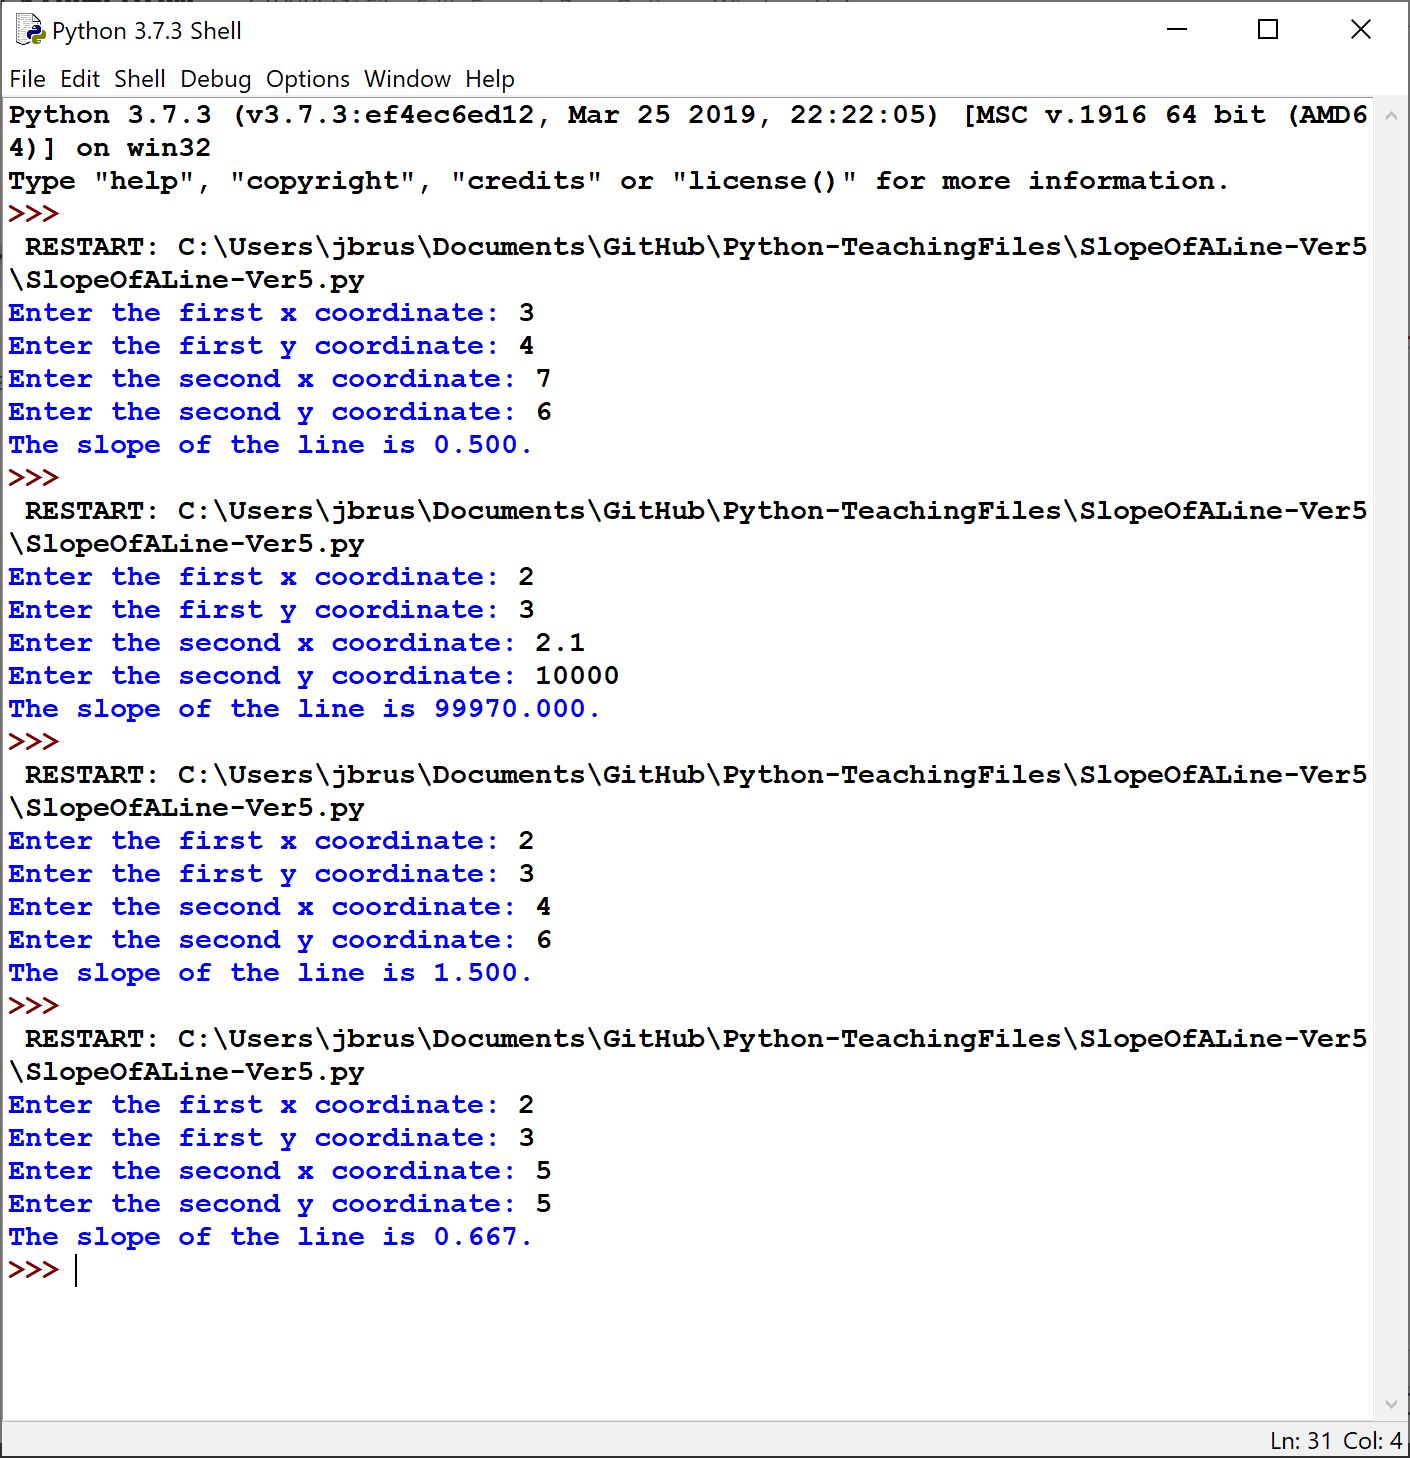 Python 3.7.3 Shell
File Edit Shell Debug Options Window Help
Python 3.7.3 (v3.7.3:ef4ec6ed12, Mar 25 2019, 22:22:05) [MSC v.1916 64 bit (AMD6
4)] on win32
Type "help", "copyright", "credits" or "license()" for more information.
>>>
RESTART: C:\Users\jbrus\Documents\GitHub\Python-TeachingFiles\SlopeOfALine-Ver5
\SlopeOfALine-Ver5.py
Enter the first x coordinate: 3
Enter the first y coordinate: 4
Enter the second x coordinate: 7
Enter the second y coordinate: 6
The slope of the line is 0.500.
>>>
RESTART: C:\Users\jbrus\Documents\GitHub\Python-TeachingFiles\SlopeOfALine-Ver5
\SlopeOfALine-Ver5.py
Enter the first x coordinate: 2
Enter the first y coordinate: 3
Enter the second x coordinate: 2.1
Enter the second y coordinate: 10000
The slope of the line is 99970.000.
>>>
RESTART: C:\Users\jbrus\Documents\GitHub\Python-TeachingFiles\SlopeOfALine-Ver5
\SlopeOfALine-Ver5.py
Enter the first x coordinate: 2
Enter the first y coordinate: 3
Enter the second x coordinate: 4
Enter the second y coordinate: 6
The slope of the line is 1.500.
>>>
RESTART: C:\Users\jbrus\Documents\GitHub\Python-TeachingFiles\SlopeOfALine-Ver5
\SlopeOfALine-Ver5.py
Enter the first x coordinate: 2
Enter the first y coordinate: 3
Enter the second x coordinate: 5
Enter the second y coordinate: 5
The slope of the line is 0.667.
>>>
Ln: 31 Col: 4